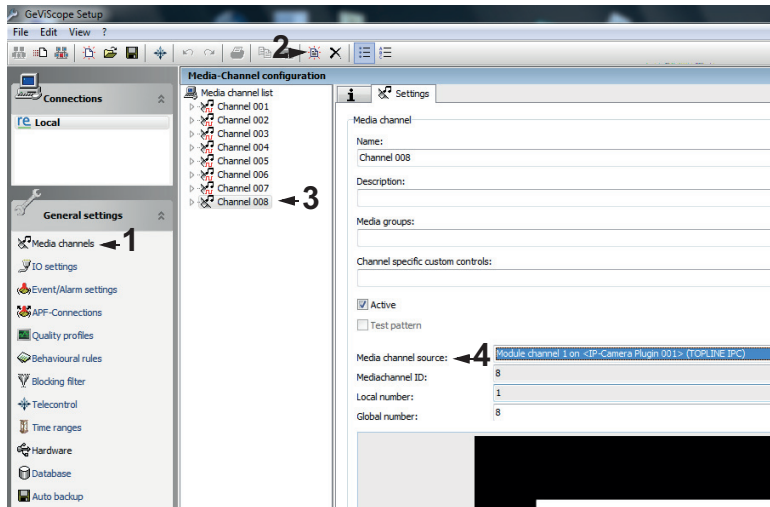 GeViScope Setup
File Edit View ?
2
Media-Channel configuration
Connections
Local
Media channel list
Channel 001
Channel 002
Channel 003
Channel 004
Channel 005
Channel 006
Channel 007
Channel 008
3
General settings
Media channels
1
IO settings
Event/Alarm settings
APF-Connections
Quality profiles
Behavioural rules
Blocking filter
Telecontrol
Time ranges
Hardware
Database
Auto backup
i Settings
Media channel
Name:
Channel 008
Description:
Media groups:
Channel specific custom controls:
Active
Test pattern
Media channel source: 4 Module channel 1 on <IP-Camera Plugin 001> (TOPLINE IPC)
Mediachannel ID: 8
Local number: 1
Global number: 8